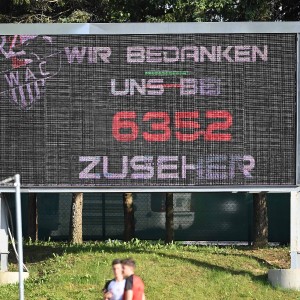 WAC
WIR BEDANKEN
UNS BEI
6352
ZUSEHER